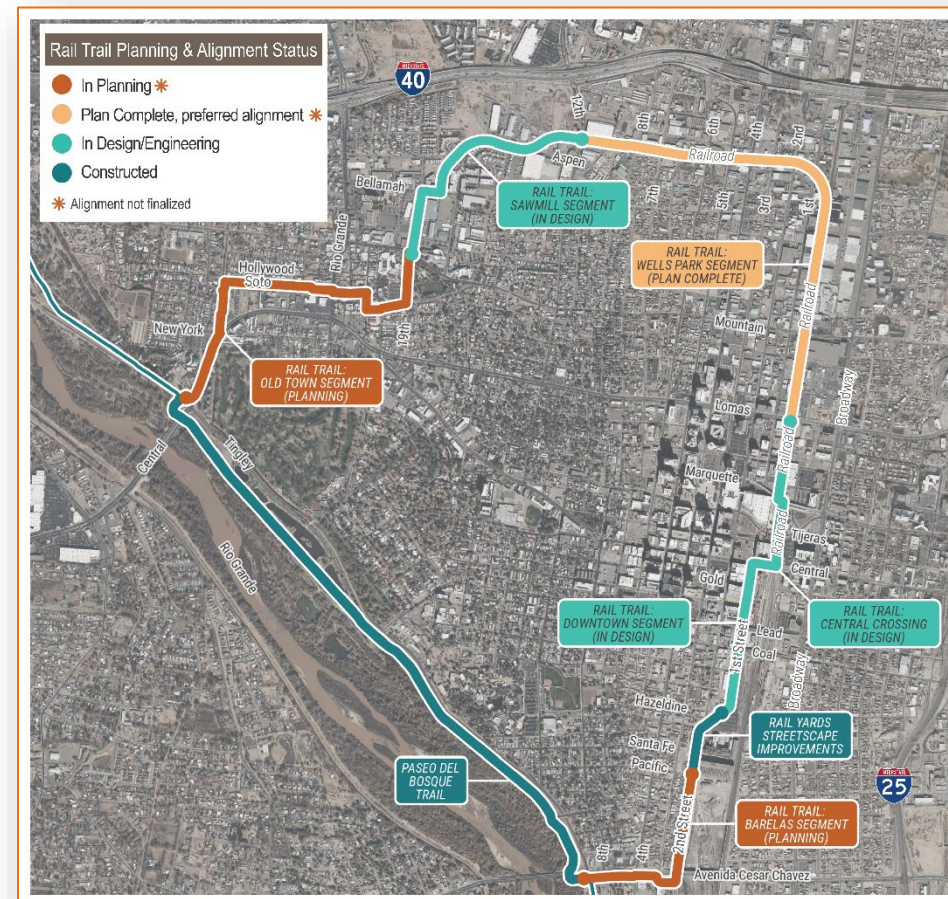 Rail Trail Planning & Alignment Status
In Planning *
Plan Complete, preferred alignment *
In Design/Engineering
Constructed
* Alignment not finalized
INTERSTATE
40
12th
8th
6th
4th
2nd
Aspen
Railroad
Bellamah
RAIL TRAIL:
SAWMILL SEGMENT
(IN DESIGN)
7th
5th
3rd
1st
Rio Grande
Hollywood
Soto
RAIL TRAIL:
WELLS PARK SEGMENT
(PLAN COMPLETE)
Railroad
19th
New York
Mountain
RAIL TRAIL:
OLD TOWN SEGMENT
(PLANNING)
Lomas
Broadway
Railroad
Central
Tingley
Marquette
Railroad
Tijeras
Rio Grande
Gold
Central
RAIL TRAIL:
DOWNTOWN SEGMENT
(IN DESIGN)
1st Street
Lead
Coal
RAIL TRAIL:
CENTRAL CROSSING
(IN DESIGN)
Broadway
Hazeldine
Santa Fe
Pacific
RAIL YARDS
STREETSCAPE
IMPROVEMENTS
PASEO DEL
BOSQUE
TRAIL
INTERSTATE
25
2nd Street
RAIL TRAIL:
BARELAS SEGMENT
(PLANNING)
8th
4th
Avenida Cesar Chavez